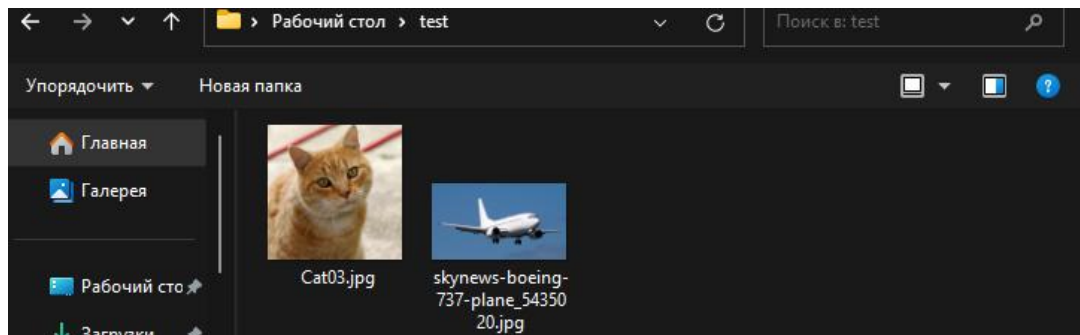 Рабочий стол > test
Поиск в: test
Упорядочить
Новая папка
Главная
Галерея
Рабочий сто
Загрузки
Cat03.jpg
skynews-boeing-
737-plane_54350
20.jpg